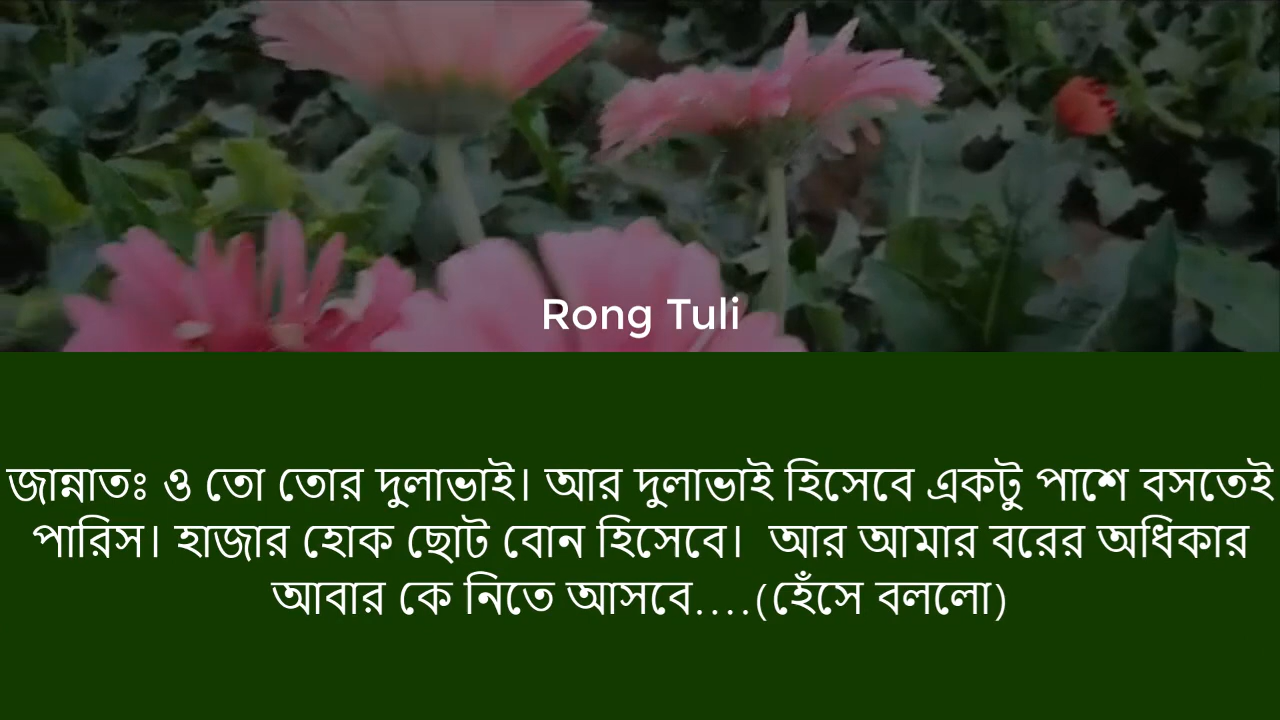 Rong Tuli
জান্নাতঃ ও তো তোর দুলাভাই। আর দুলাভাই হিসেবে একটু পাশে বসতেই
পারিস। হাজার হোক ছোট বোন হিসেবে।  আর আমার বরের অধিকার
আবার কে নিতে আসবে....(হেঁসে বললো)